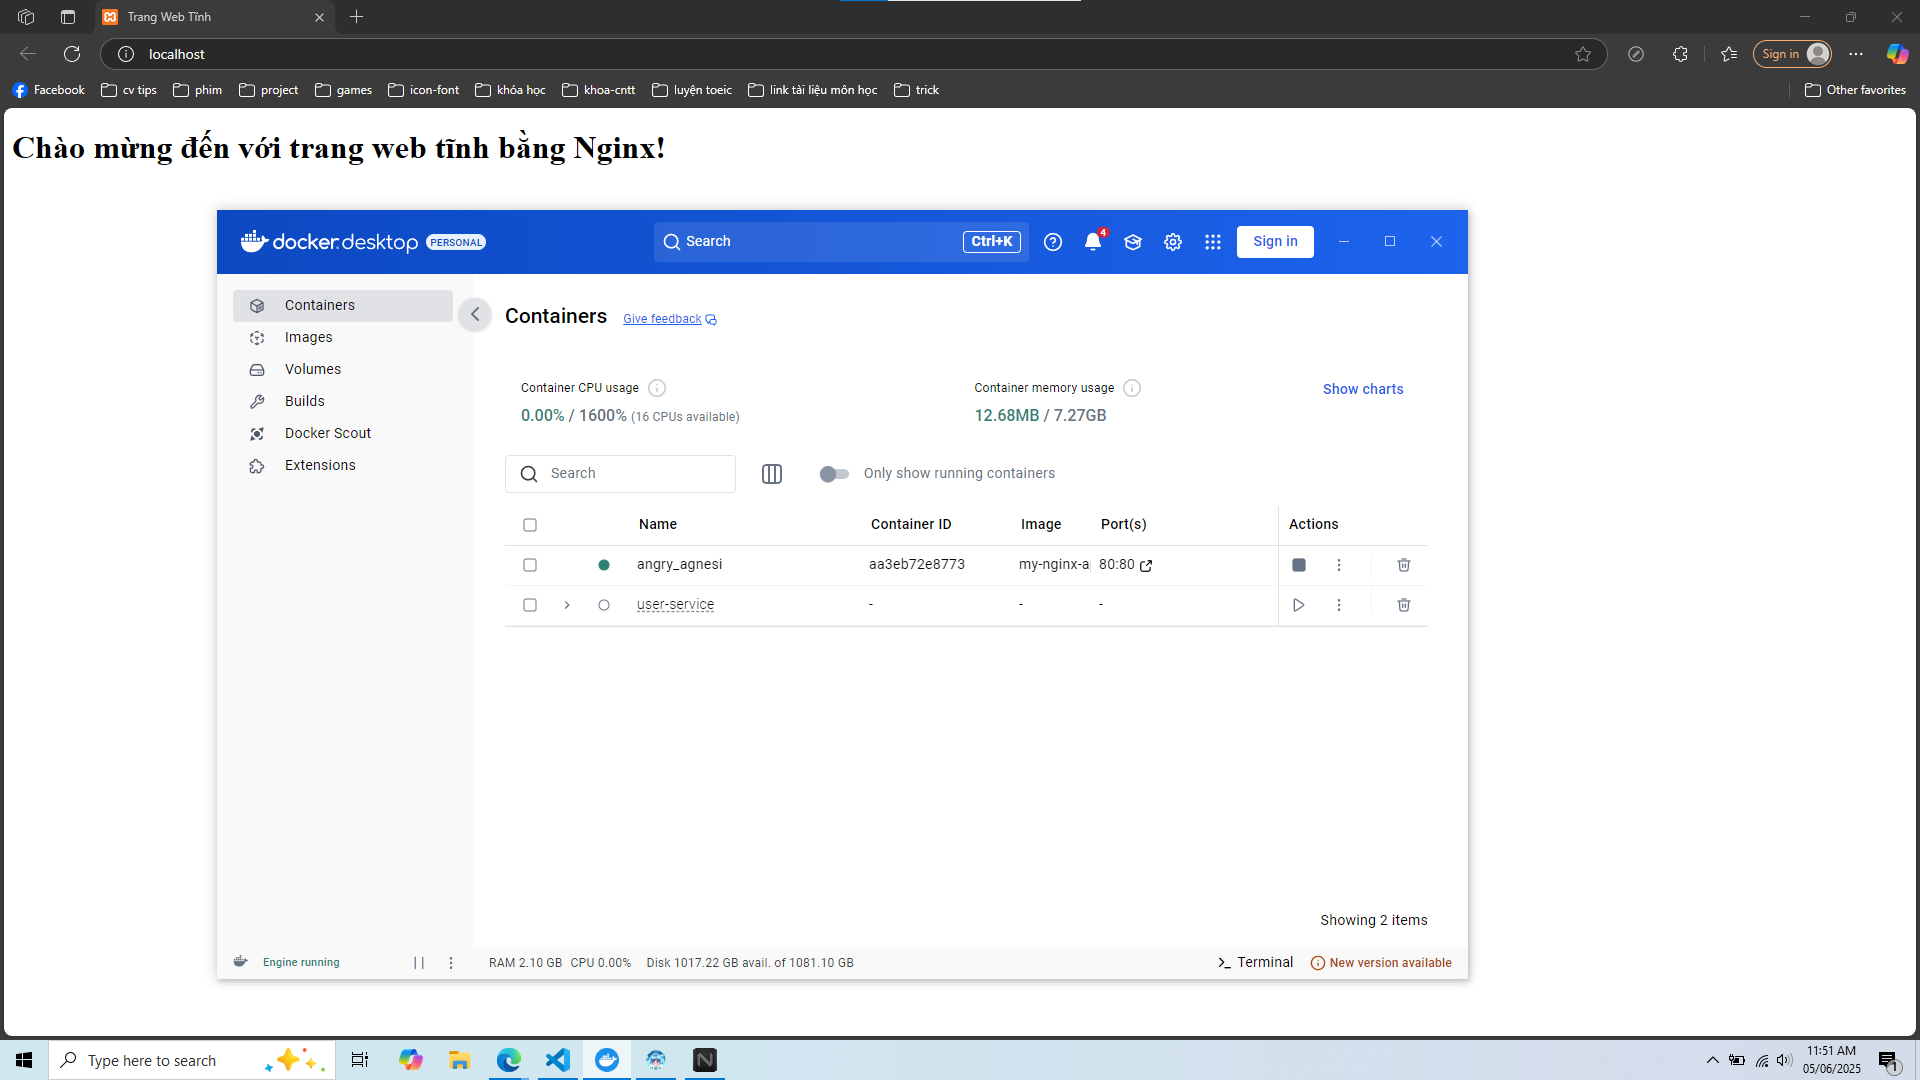 Trang Web Tĩnh
localhost
Sign in
Facebook cv tips phim project games icon-font khóa học khoa-cntt luyện toeic link tài liệu môn học trick Other favorites
Chào mừng đến với trang web tĩnh bằng Nginx!
docker.desktop PERSONAL Search Ctrl+K 4 Sign in
Containers
Images
Volumes
Builds
Docker Scout
Extensions
Containers Give feedback
Container CPU usage
0.00% / 1600% (16 CPUs available)
Container memory usage
12.68MB / 7.27GB
Show charts
Search Only show running containers
Name Container ID Image Port(s) Actions
angry_agnesi aa3eb72e8773 my-nginx-a 80:80
user-service - - -
Showing 2 items
Engine running RAM 2.10 GB CPU 0.00% Disk 1017.22 GB avail. of 1081.10 GB Terminal New version available
Type here to search
11:51 AM
05/06/2025
1